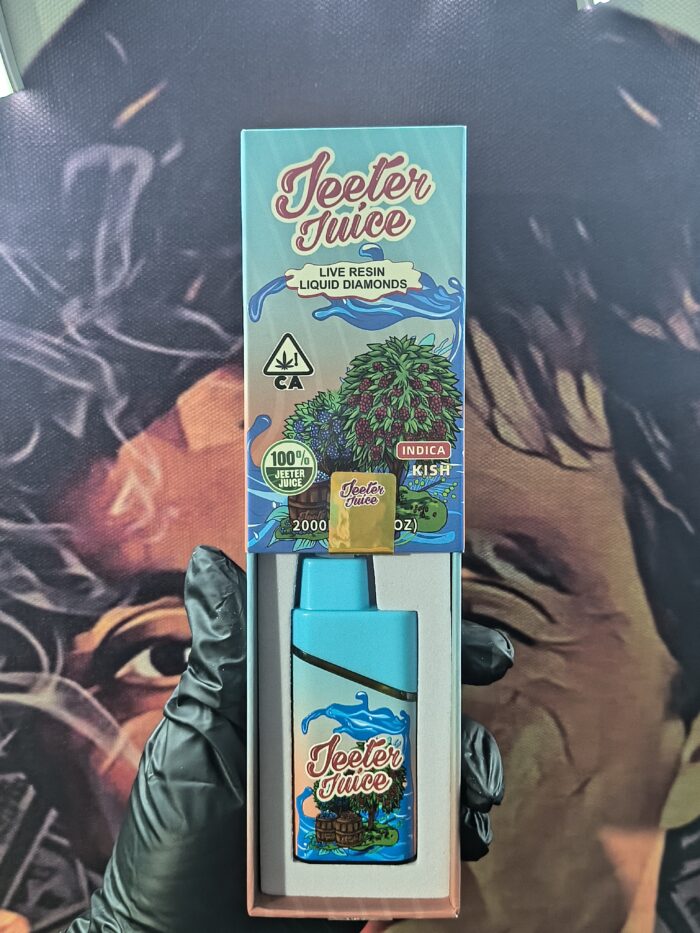 Jeeter
Juice
LIVE RESIN
LIQUID DIAMONDS
CA
100%
JEETER
JUICE
INDICA
KISH
Jeeter
Juice
2000 OZ)
Jeeter
Juice